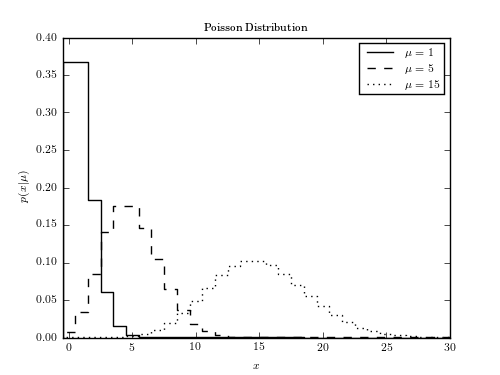 Poisson Distribution
0.40
0.35
0.30
0.25
0.20
0.15
0.10
0.05
0.00
p(x|μ)
μ = 1
μ = 5
μ = 15
0 5 10 15 20 25 30
x